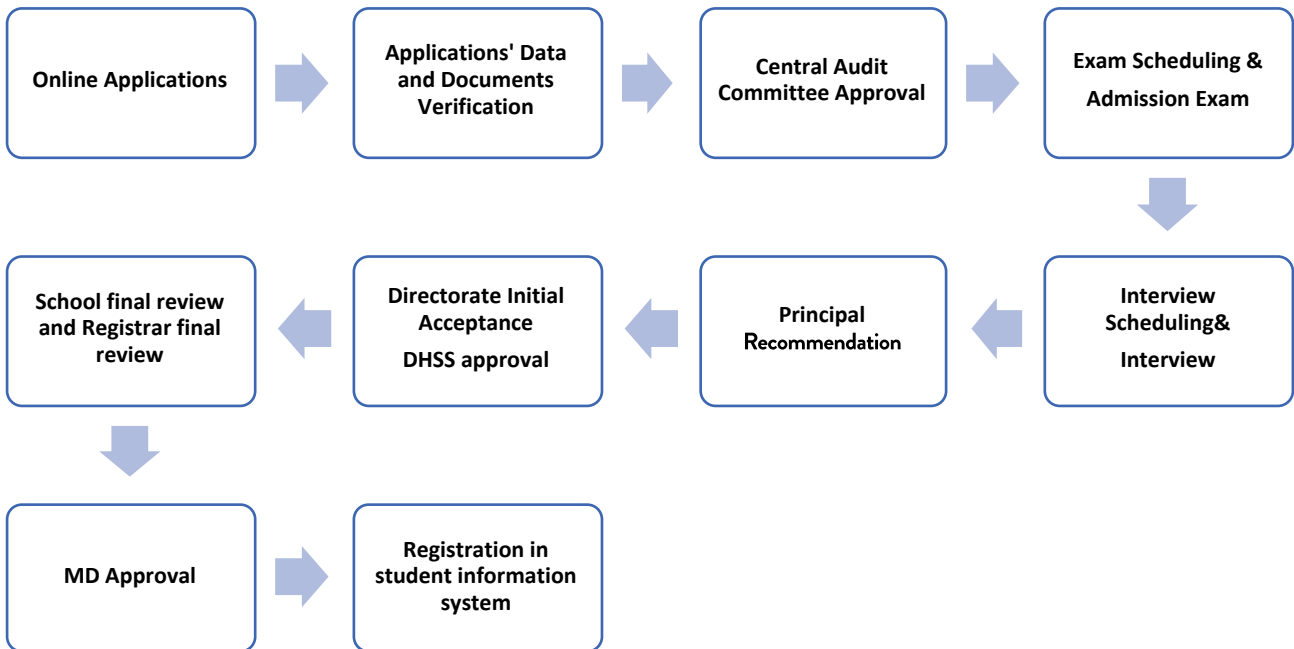 Online Applications
Applications' Data
and Documents
Verification
Central Audit
Committee Approval
Exam Scheduling &
Admission Exam
Interview
Scheduling&
Interview
Principal
Recommendation
Directorate Initial
Acceptance
DHSS approval
School final review
and Registrar final
review
MD Approval
Registration in
student information
system